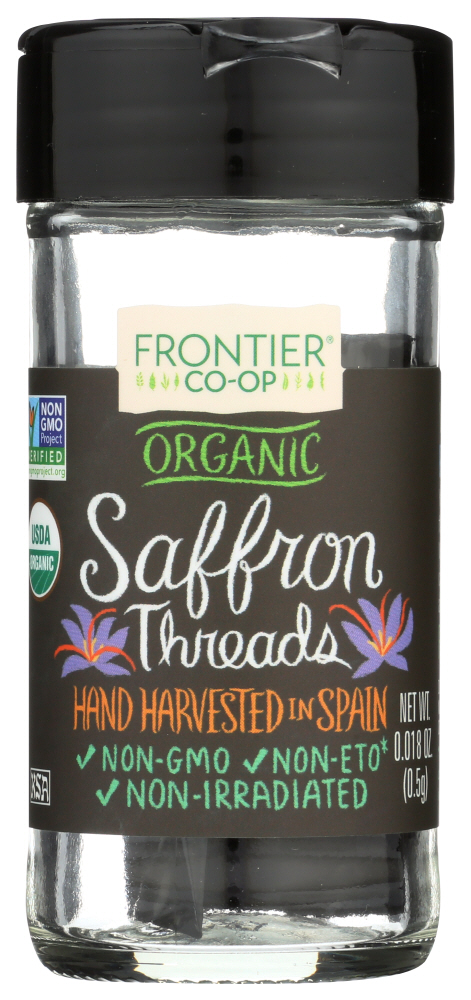 FRONTIER®
CO-OP
ORGANIC
NON
GMO
Project
VERIFIED
USDA
ORGANIC
Saffron
Threads
HAND HARVESTED IN SPAIN
✓NON-GMO ✓NON-ETO*
✓NON-IRRADIATED
NET WT.
0.018 OZ.
(0.5g)
KSA